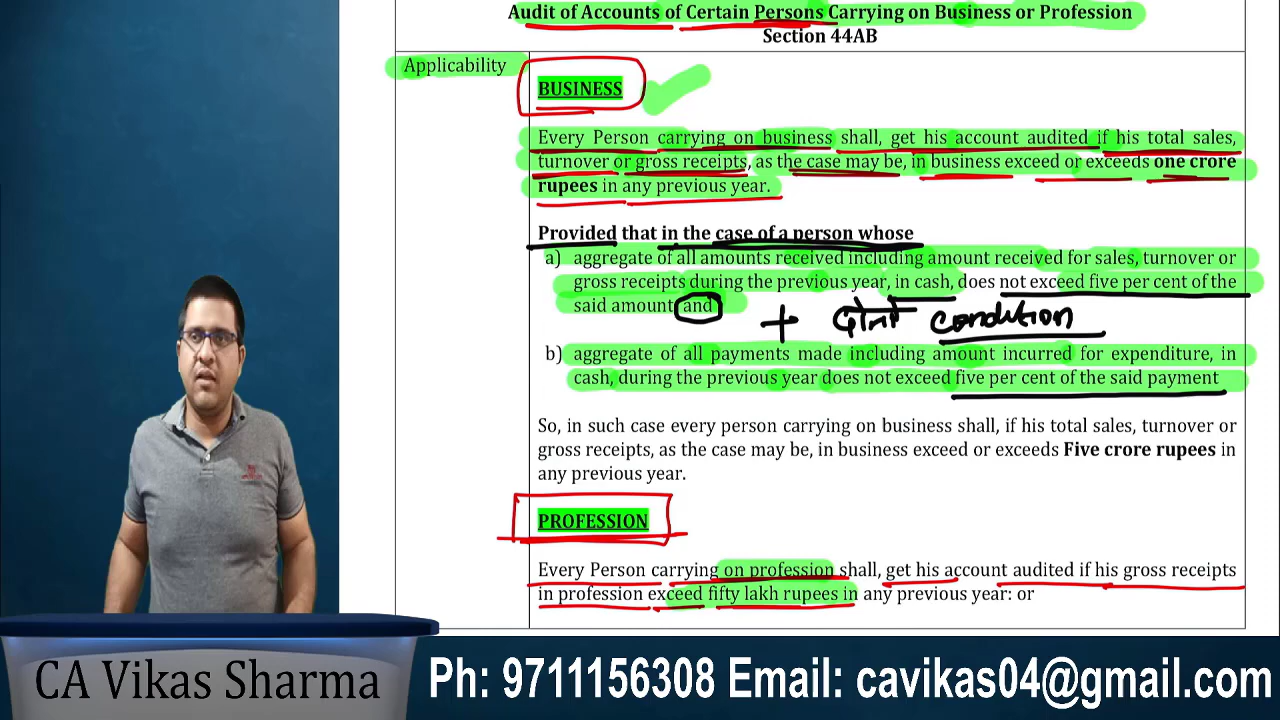 Audit of Accounts of Certain Persons Carrying on Business or Profession
Section 44AB
Applicability
BUSINESS
Every Person carrying on business shall, get his account audited if his total sales,
turnover or gross receipts, as the case may be, in business exceed or exceeds one crore
rupees in any previous year.
Provided that in the case of a person whose
a) aggregate of all amounts received including amount received for sales, turnover or
gross receipts during the previous year, in cash, does not exceed five per cent of the
said amount and
+ condition
b) aggregate of all payments made including amount incurred for expenditure, in
cash, during the previous year does not exceed five per cent of the said payment
So, in such case every person carrying on business shall, if his total sales, turnover or
gross receipts, as the case may be, in business exceed or exceeds Five crore rupees in
any previous year.
PROFESSION
Every Person carrying on profession shall, get his account audited if his gross receipts
in profession exceed fifty lakh rupees in any previous year: or
CA Vikas Sharma
Ph: 9711156308 Email: cavikas04@gmail.com